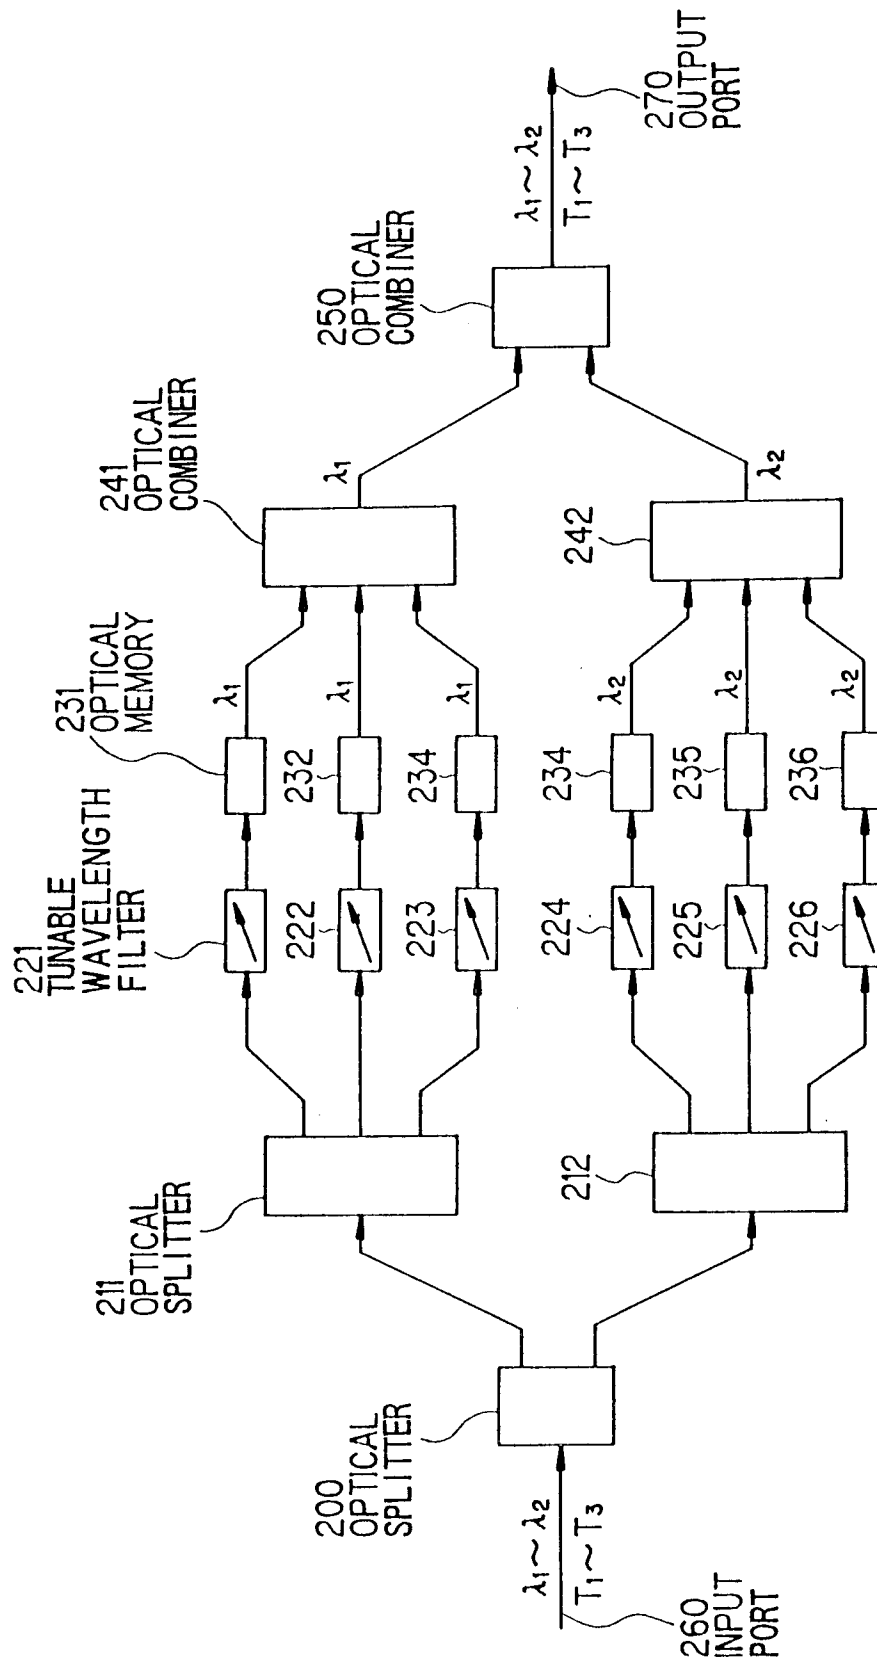 260
INPUT
PORT
λ1~λ2
T1~T3
200
OPTICAL
SPLITTER
211
OPTICAL
SPLITTER
212
221
TUNABLE
WAVELENGTH
FILTER
222
223
224
225
226
231
OPTICAL
MEMORY
232
234
234
235
236
λ1
λ1
λ1
λ2
λ2
λ2
241
OPTICAL
COMBINER
242
λ1
λ2
250
OPTICAL
COMBINER
λ1~λ2
T1~T3
270
OUTPUT
PORT